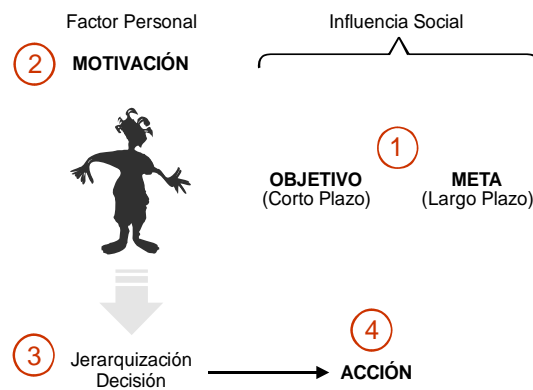 Factor Personal
Influencia Social
2 MOTIVACIÓN
1
OBJETIVO
(Corto Plazo)
META
(Largo Plazo)
3 Jerarquización
Decisión
4
ACCIÓN